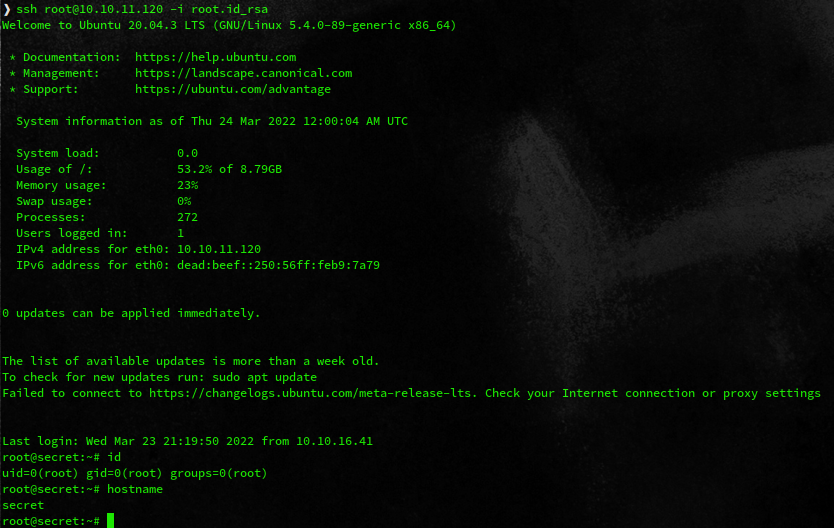 ❯ ssh root@10.10.11.120 -i root.id_rsa
Welcome to Ubuntu 20.04.3 LTS (GNU/Linux 5.4.0-89-generic x86_64)
* Documentation:  https://help.ubuntu.com
* Management:     https://landscape.canonical.com
* Support:        https://ubuntu.com/advantage
System information as of Thu 24 Mar 2022 12:00:04 AM UTC
System load:           0.0
Usage of /:            53.2% of 8.79GB
Memory usage:          23%
Swap usage:            0%
Processes:             272
Users logged in:       1
IPv4 address for eth0: 10.10.11.120
IPv6 address for eth0: dead:beef::250:56ff:feb9:7a79
0 updates can be applied immediately.
The list of available updates is more than a week old.
To check for new updates run: sudo apt update
Failed to connect to https://changelogs.ubuntu.com/meta-release-lts. Check your Internet connection or proxy settings
Last login: Wed Mar 23 21:19:50 2022 from 10.10.16.41
root@secret:~# id
uid=0(root) gid=0(root) groups=0(root)
root@secret:~# hostname
secret
root@secret:~#